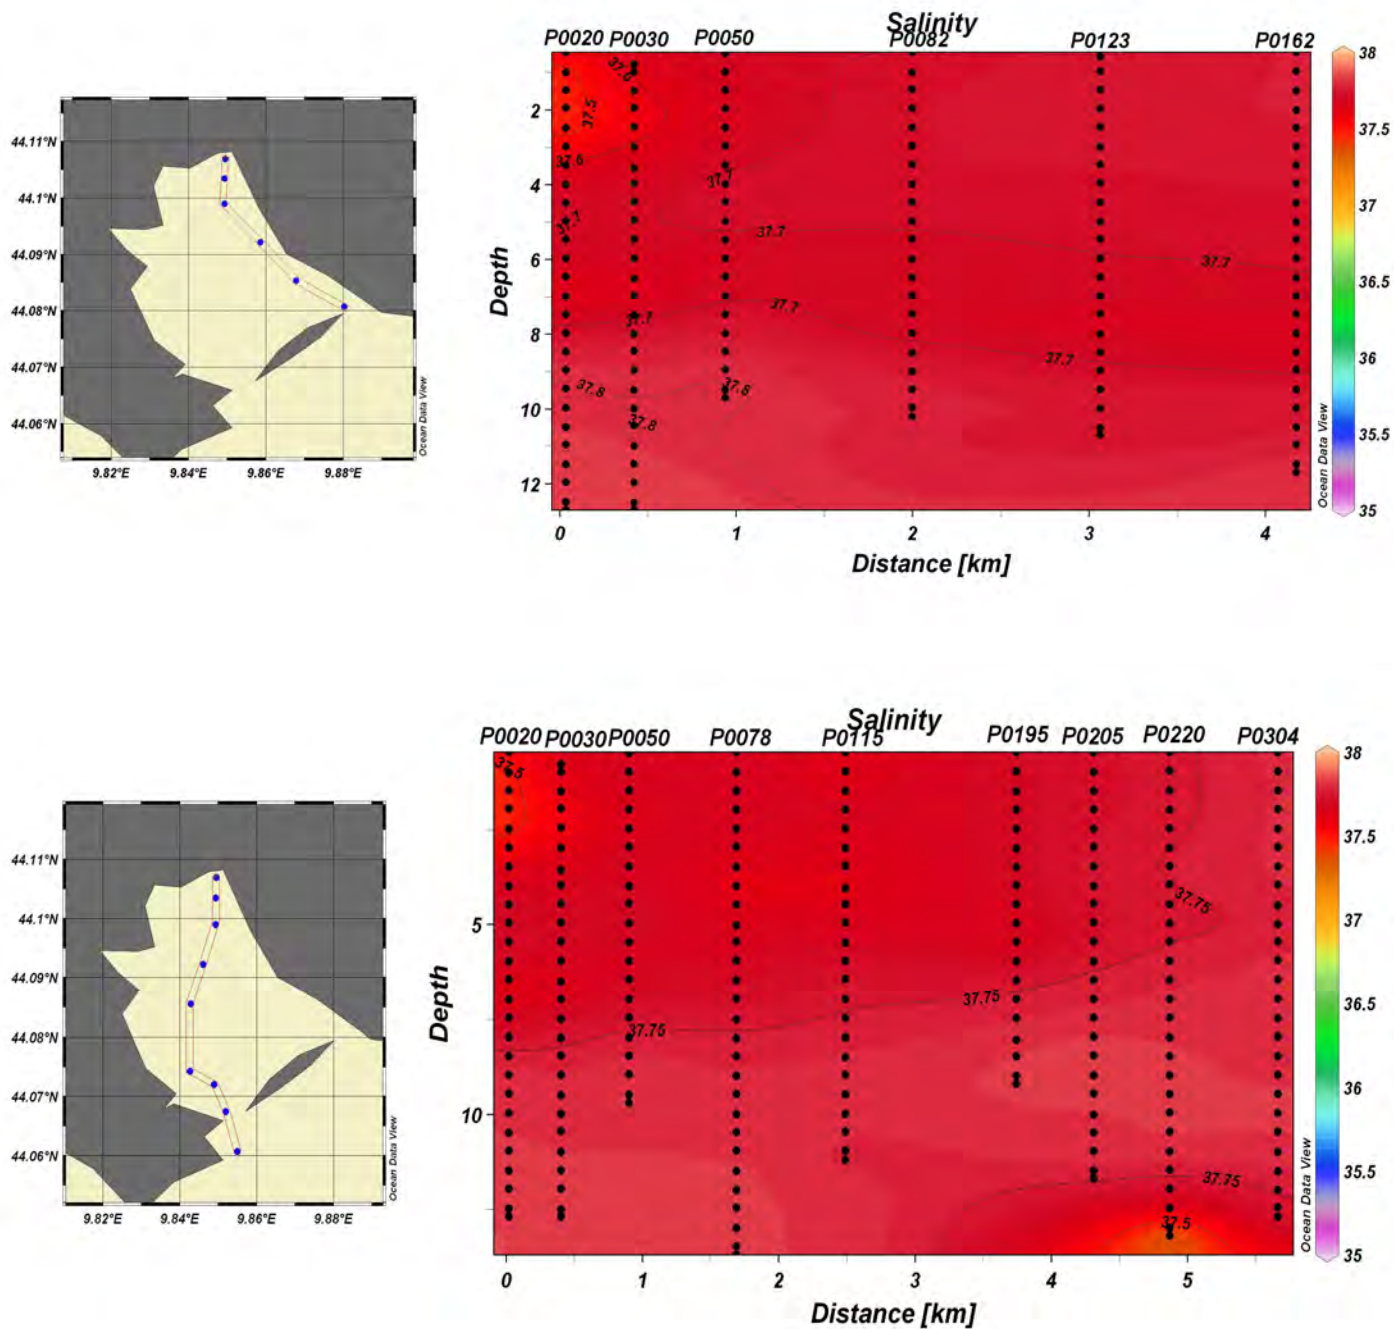 Salinity
P0020 P0030 P0050 P0082 P0123 P0162
38
37.5
37
36.5
36
35.5
35
37.6
37.5
37.6
37.7
37.7
37.7
37.7
37.7
37.7
37.7
37.8
37.8
37.8
2
4
6
8
10
12
Depth
0 1 2 3 4
Distance [km]
Ocean Data View
44.11°N
44.1°N
44.09°N
44.08°N
44.07°N
44.06°N
9.82°E 9.84°E 9.86°E 9.88°E
Ocean Data View
Salinity
P0020 P0030 P0050 P0078 P0115 P0195 P0205 P0220 P0304
38
37.5
37
36.5
36
35.5
35
37.5
37.75
37.75
37.75
37.75
37.5
5
10
Depth
0 1 2 3 4 5
Distance [km]
Ocean Data View
44.11°N
44.1°N
44.09°N
44.08°N
44.07°N
44.06°N
9.82°E 9.84°E 9.86°E 9.88°E
Ocean Data View